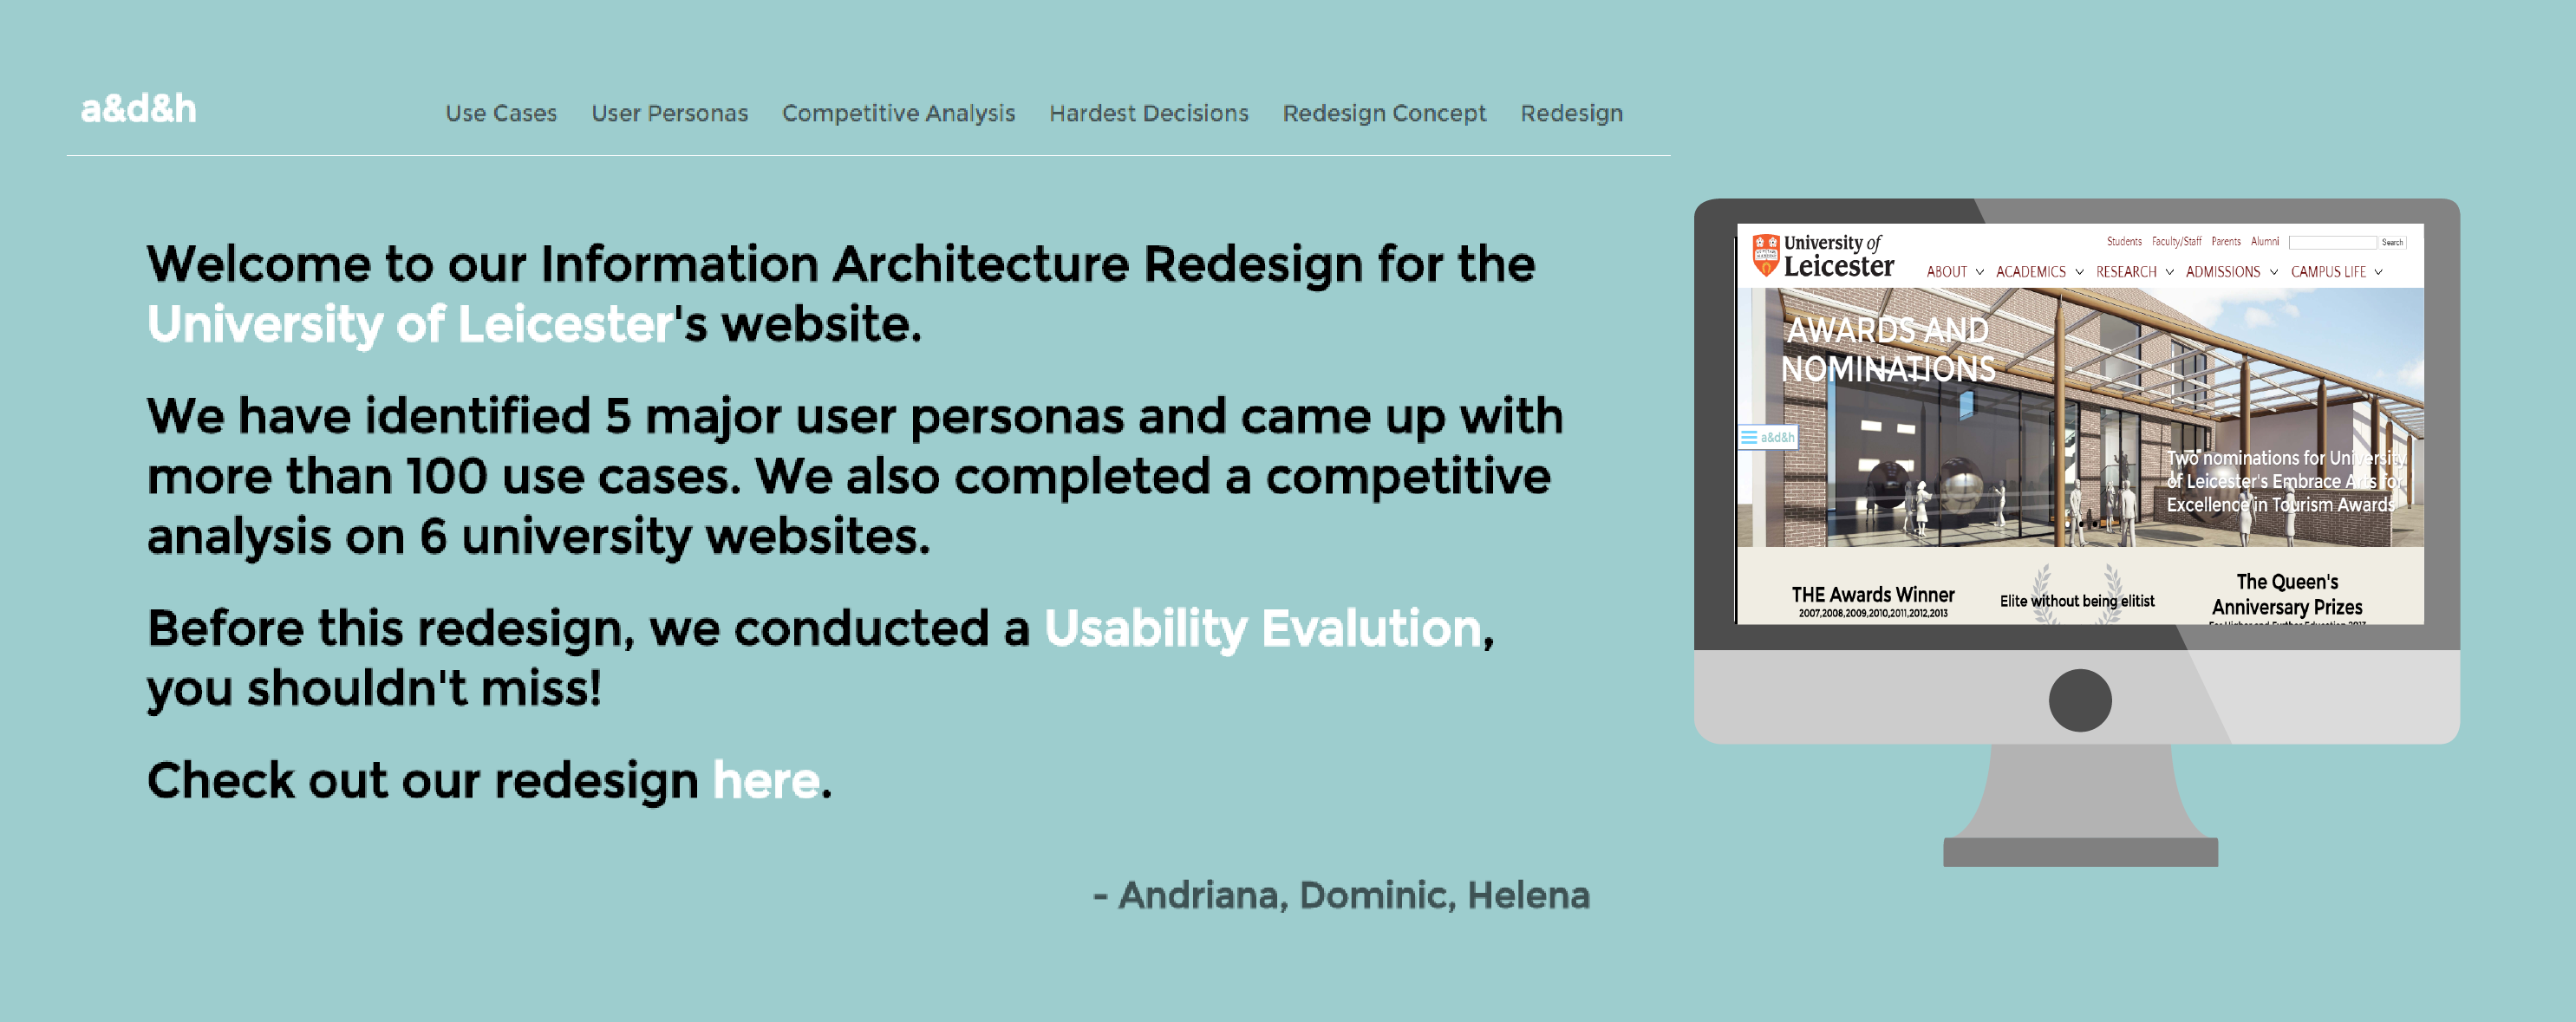 a&d&h
Use Cases User Personas Competitive Analysis Hardest Decisions Redesign Concept Redesign
Welcome to our Information Architecture Redesign for the
University of Leicester's website.
We have identified 5 major user personas and came up with
more than 100 use cases. We also completed a competitive
analysis on 6 university websites.
Before this redesign, we conducted a Usability Evalution,
you shouldn't miss!
Check out our redesign here.
- Andriana, Dominic, Helena
University of
Leicester
Students Faculty/Staff Parents Alumni Search
ABOUT ACADEMICS RESEARCH ADMISSIONS CAMPUS LIFE
AWARDS AND
NOMINATIONS
a&d&h
Two nominations for University
of Leicester's Embrace Arts for
Excellence in Tourism Awards
THE Awards Winner
2007,2008,2009,2010,2011,2012,2013
Elite without being elitist
The Queen's
Anniversary Prizes